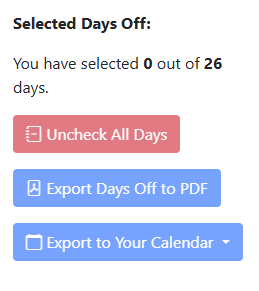 Selected Days Off:
You have selected 0 out of 26
days.
Uncheck All Days
Export Days Off to PDF
Export to Your Calendar